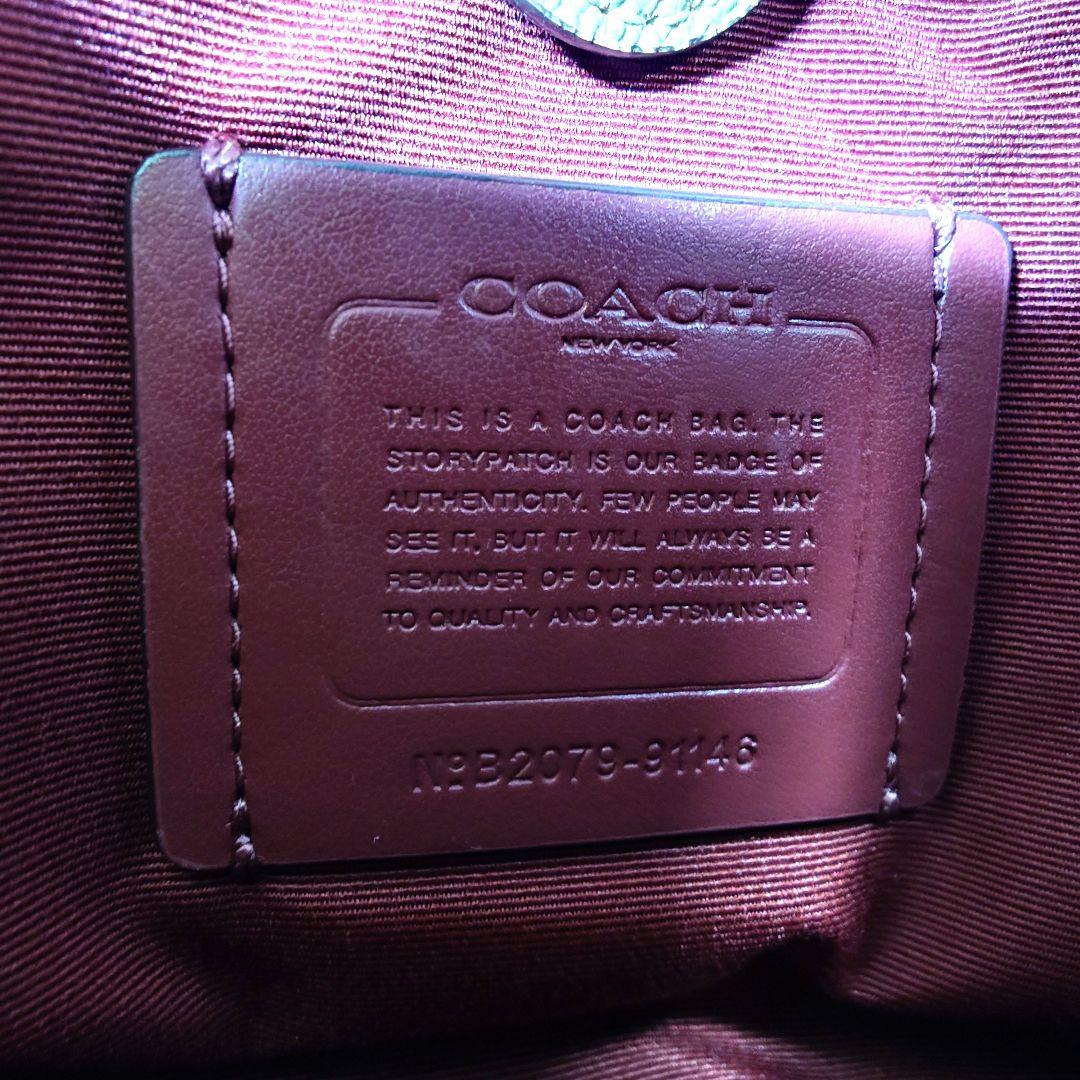 COACH
NEW YORK
THIS IS A COACH BAG. THE
STORYPATCH IS OUR BADGE OF
AUTHENTICITY. FEW PEOPLE MAY
SEE IT, BUT IT WILL ALWAYS BE A
REMINDER OF OUR COMMITMENT
TO QUALITY AND CRAFTSMANSHIP.
NºB2079-91146